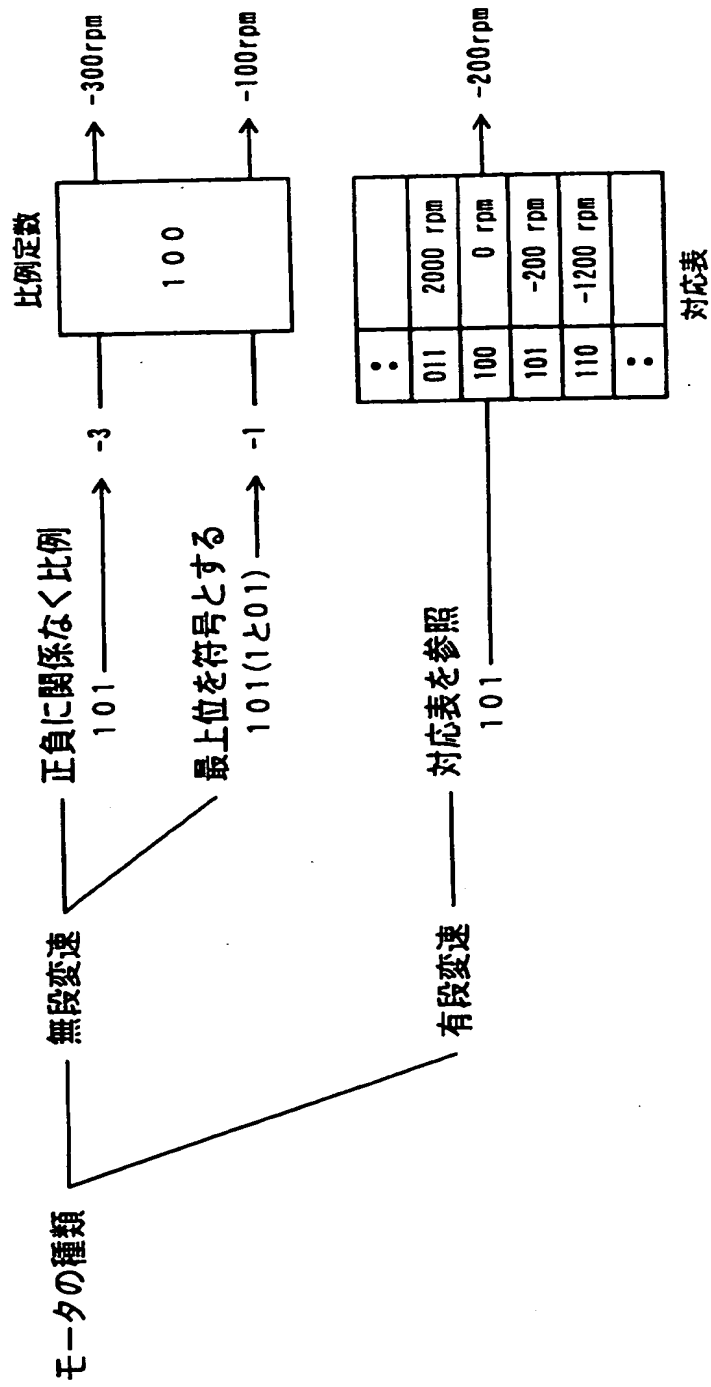 モータの種類
無段変速
正負に関係なく比例
101
-3
比例定数
100
-300rpm
最上位を符号とする
101(1と01)
-1
-100rpm
有段変速
対応表を参照
101
:
011 2000 rpm
100 0 rpm
101 -200 rpm
110 -1200 rpm
:
対応表
-200rpm